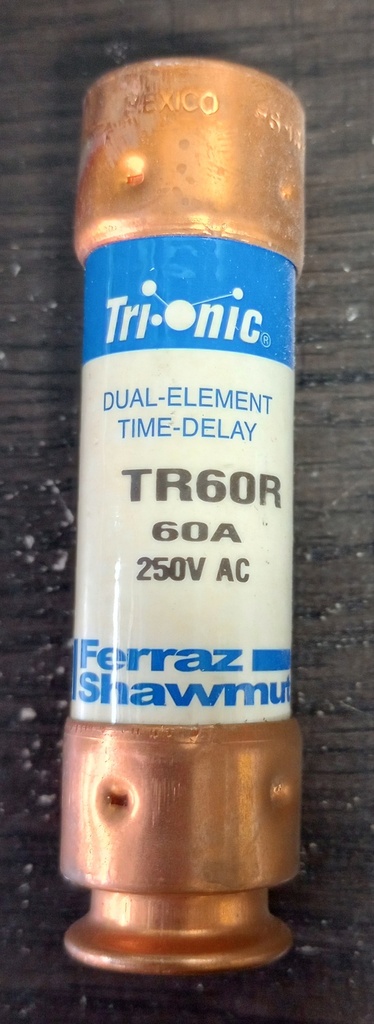 MEXICO
Tri-Onic®
DUAL-ELEMENT
TIME-DELAY
TR60R
60A
250V AC
Ferraz
Shawmut